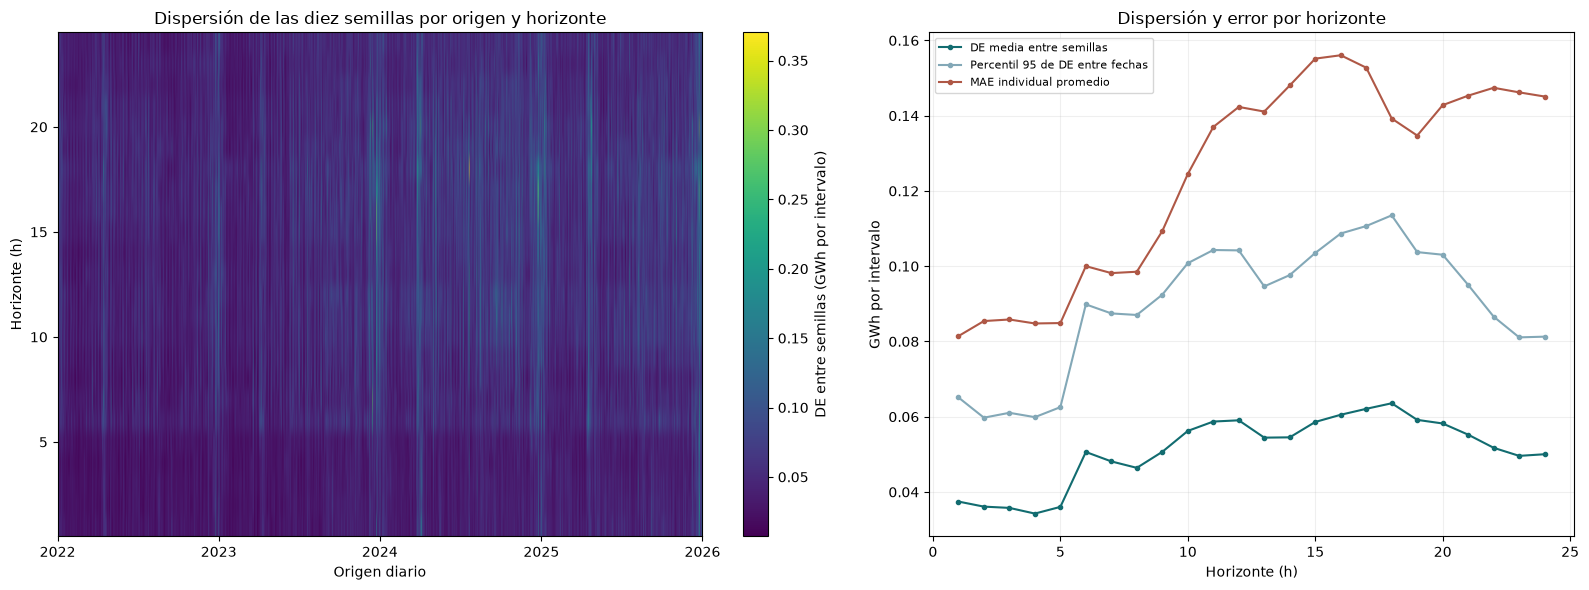 Dispersión de las diez semillas por origen y horizonte
Horizonte (h)
20
15
10
5
2022
2023
2024
2025
2026
Origen diario
0.35
0.30
0.25
0.20
0.15
0.10
0.05
DE entre semillas (GWh por intervalo)
Dispersión y error por horizonte
DE media entre semillas
Percentil 95 de DE entre fechas
MAE individual promedio
GWh por intervalo
0.16
0.14
0.12
0.10
0.08
0.06
0.04
0
5
10
15
20
25
Horizonte (h)